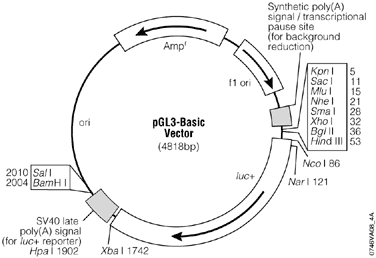 Synthetic poly(A)
signal / transcriptional
pause site
(for background
reduction)
Ampʳ
f1 ori
Kpn I 5
Sac I 11
Mlu I 15
Nhe I 21
Sma I 28
Xho I 32
Bgl II 36
Hind III 53
pGL3-Basic
Vector
(4818bp)
ori
Nco I 86
Nar I 121
luc+
2010 Sal I
2004 BamH I
SV40 late
poly(A) signal
(for luc+ reporter)
Hpa I 1902
Xba I 1742
0746VA08_4A